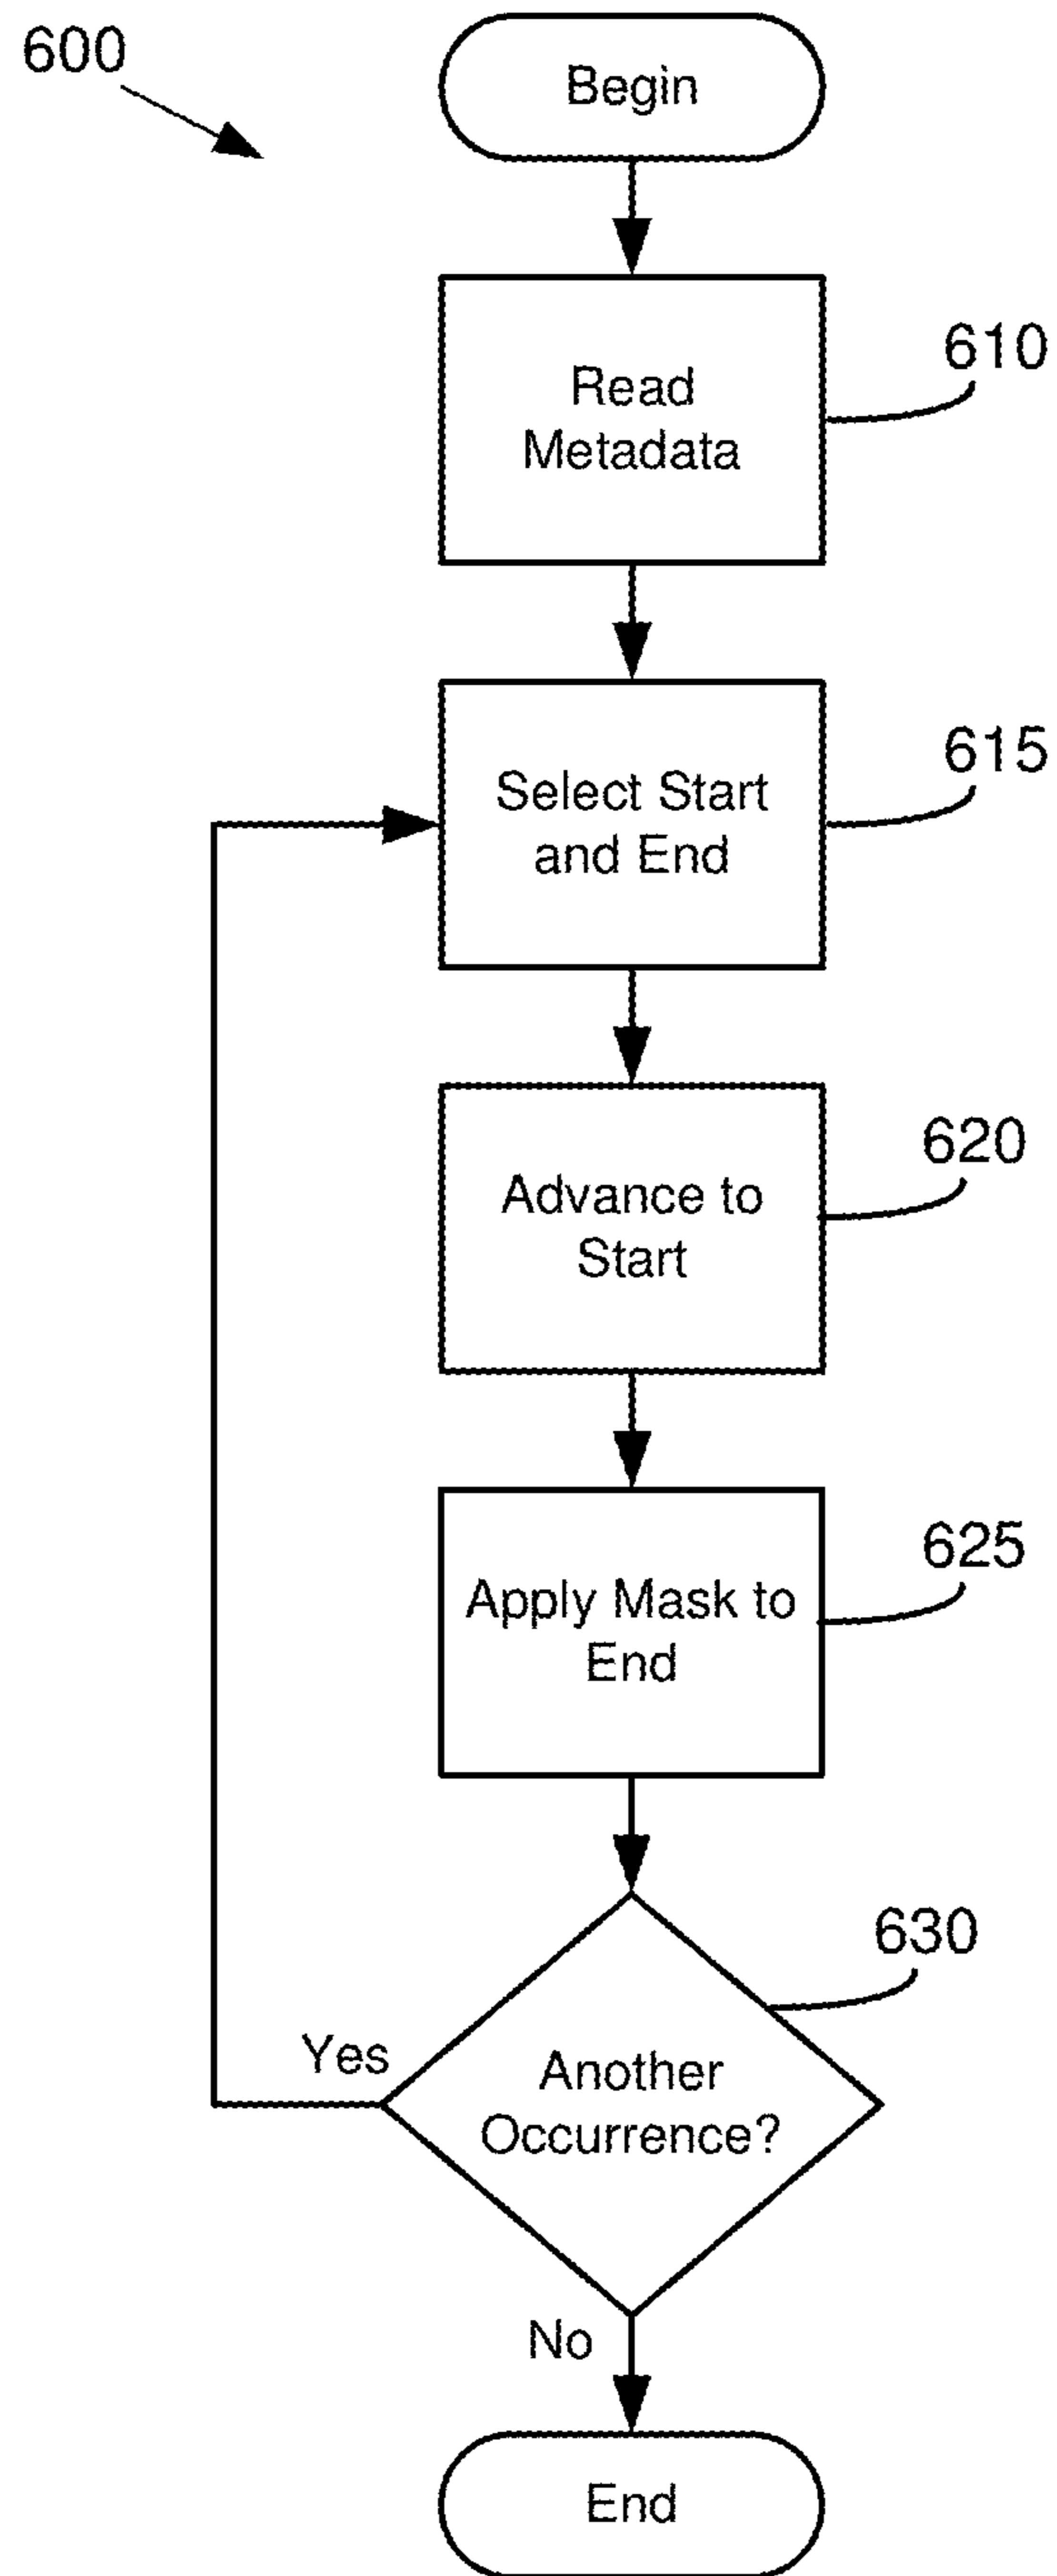 600
Begin
610
Read
Metadata
615
Select Start
and End
620
Advance to
Start
625
Apply Mask to
End
630
Yes
Another
Occurrence?
No
End